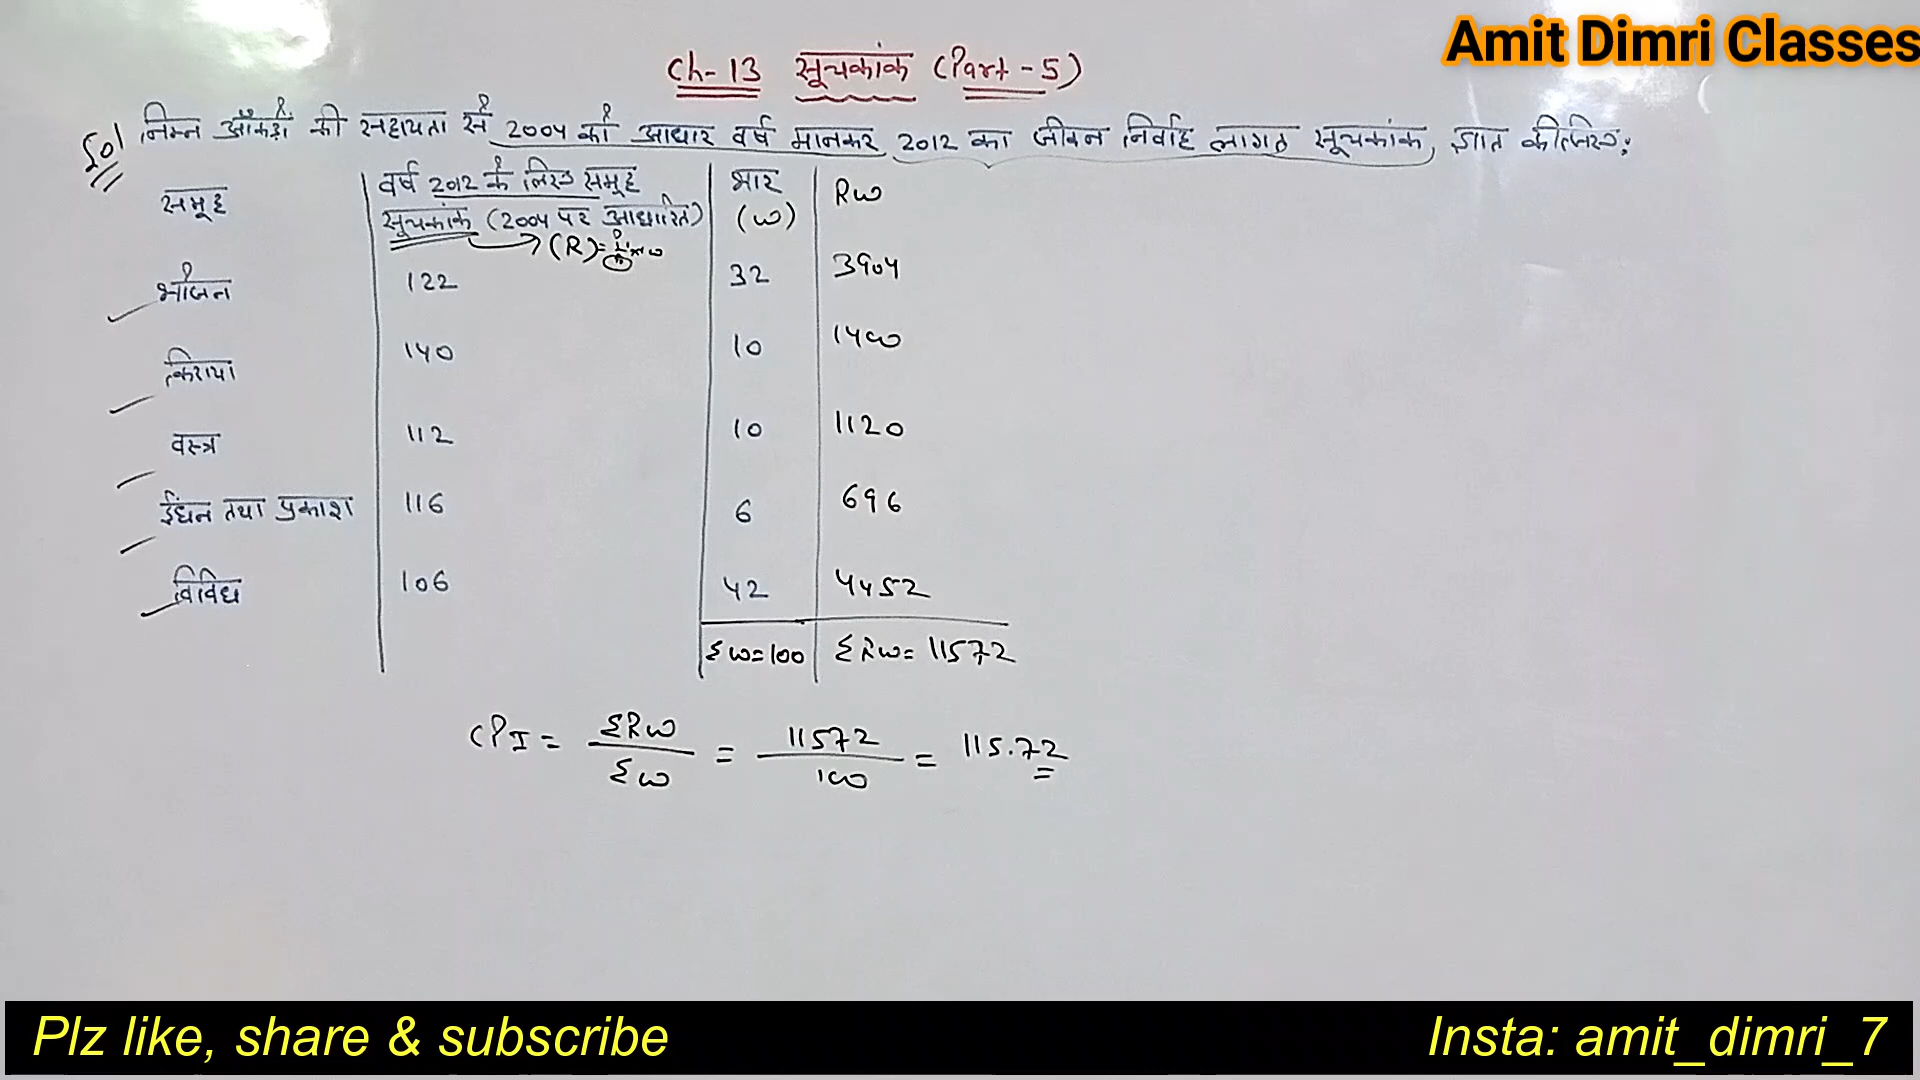 Amit Dimri Classes
Ch-13 सूचकांक (Part-5)
Sol निम्न आँकड़ों की सहायता से 2004 को आधार वर्ष मानकर 2012 का जीवन निर्वाह लागत सूचकांक, ज्ञात कीजिए:
समूह | वर्ष 2012 के लिए समूह सूचकांक (2004 पर आधारित) (R)= | भार (w) | Rw
भोजन 122 32 3904
किराया 140 10 1400
वस्त्र 112 10 1120
ईंधन तथा प्रकाश 116 6 696
विविध 106 42 4452
Σw=100 ΣRw= 11572
CPI = ΣRw / Σw = 11572 / 100 = 115.72
Plz like, share & subscribe
Insta: amit_dimri_7